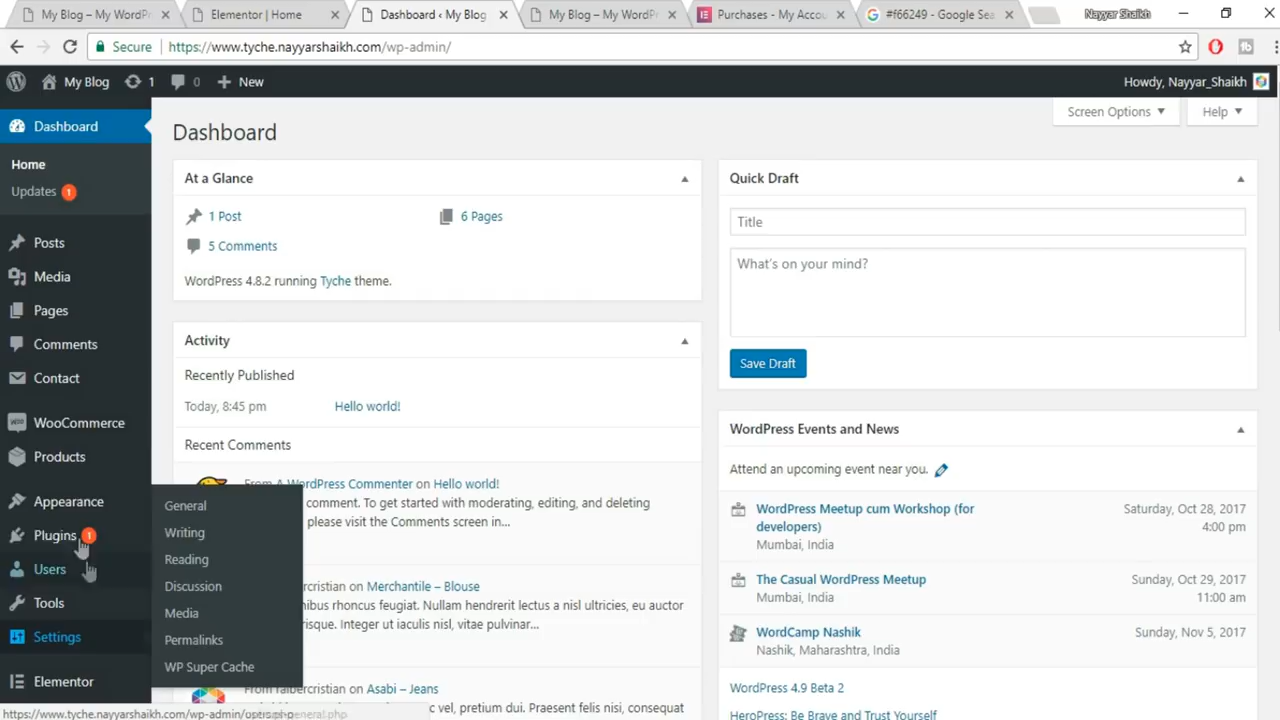 My Blog – My WordPr
Elementor | Home
Dashboard ‹ My Blog
My Blog – My WordPr
Purchases - My Accou
#f66249 - Google Sea
Nayyar Shaikh
Secure
https://www.tyche.nayyarshaikh.com/wp-admin/
My Blog
1
0
New
Howdy, Nayyar_Shaikh
Dashboard
Home
Updates 1
Posts
Media
Pages
Comments
Contact
WooCommerce
Products
Appearance
Plugins 1
Users
Tools
Settings
Elementor
General
Writing
Reading
Discussion
Media
Permalinks
WP Super Cache
Screen Options
Help
Dashboard
At a Glance
1 Post
6 Pages
5 Comments
WordPress 4.8.2 running Tyche theme.
Activity
Recently Published
Today, 8:45 pm Hello world!
Recent Comments
From A WordPress Commenter on Hello world!
comment. To get started with moderating, editing, and deleting
please visit the Comments screen in...
bercristian on Merchantile – Blouse
nibus rhoncus feugiat. Nullam hendrerit lectus a nisl ultricies, eu auctor
risque. Integer ut iaculis nisl, vitae pulvinar...
From raibercristian on Asabi – Jeans
vel, pretium dui. Praesent felis sem, consequat
Quick Draft
Title
What's on your mind?
Save Draft
WordPress Events and News
Attend an upcoming event near you.
WordPress Meetup cum Workshop (for
developers)
Mumbai, India
Saturday, Oct 28, 2017
4:00 pm
The Casual WordPress Meetup
Mumbai, India
Sunday, Oct 29, 2017
11:00 am
WordCamp Nashik
Nashik, Maharashtra, India
Sunday, Nov 5, 2017
WordPress 4.9 Beta 2
HeroPress: Be Brave and Trust Yourself